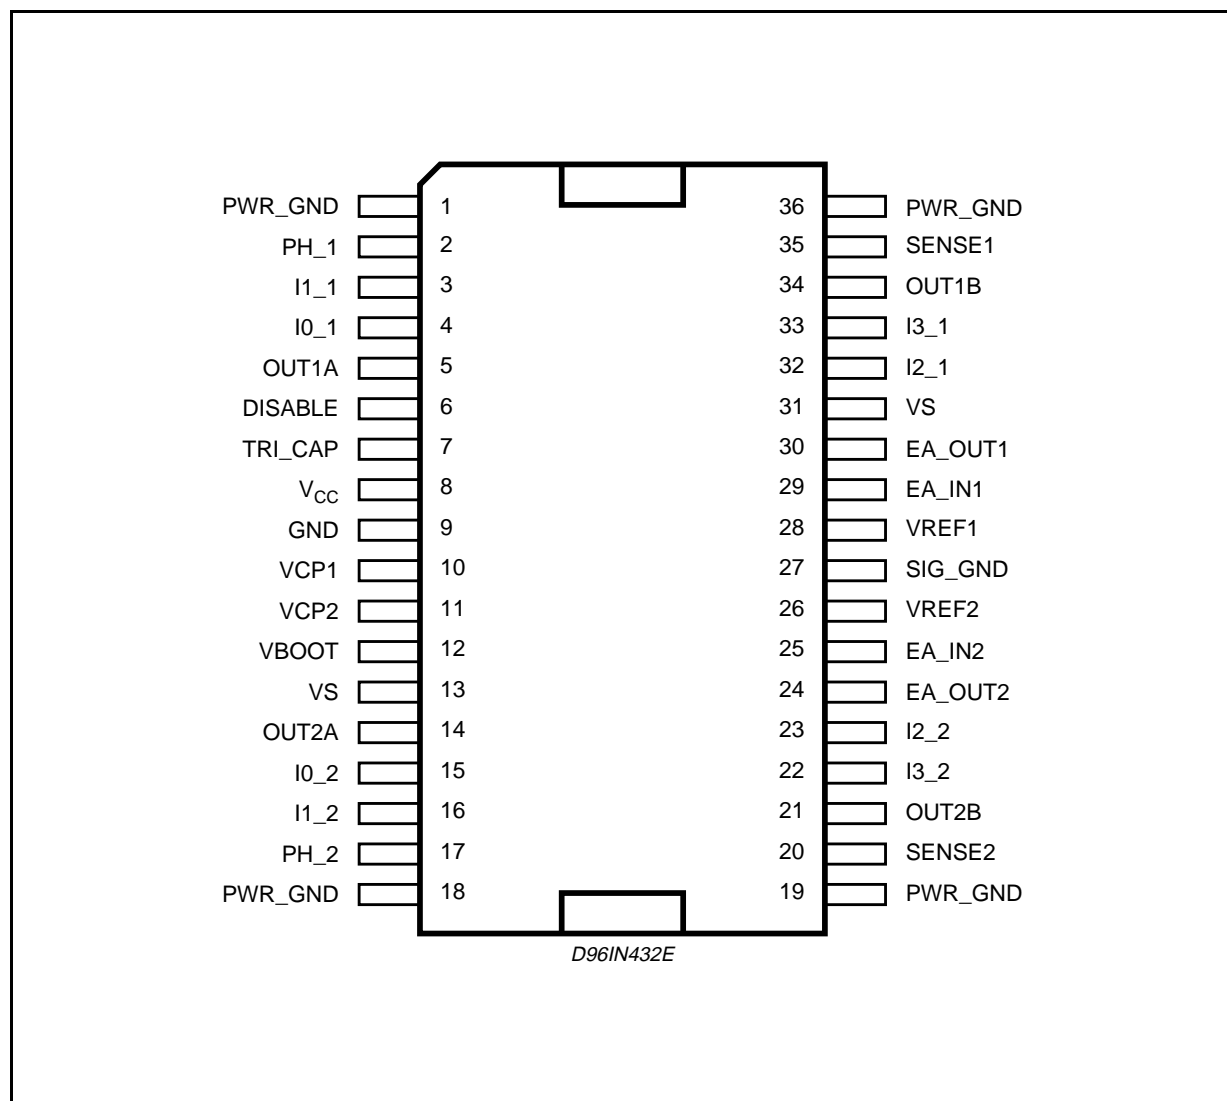 PWR_GND 1 36 PWR_GND
PH_1 2 35 SENSE1
I1_1 3 34 OUT1B
I0_1 4 33 I3_1
OUT1A 5 32 I2_1
DISABLE 6 31 VS
TRI_CAP 7 30 EA_OUT1
VCC 8 29 EA_IN1
GND 9 28 VREF1
VCP1 10 27 SIG_GND
VCP2 11 26 VREF2
VBOOT 12 25 EA_IN2
VS 13 24 EA_OUT2
OUT2A 14 23 I2_2
I0_2 15 22 I3_2
I1_2 16 21 OUT2B
PH_2 17 20 SENSE2
PWR_GND 18 19 PWR_GND
D96IN432E